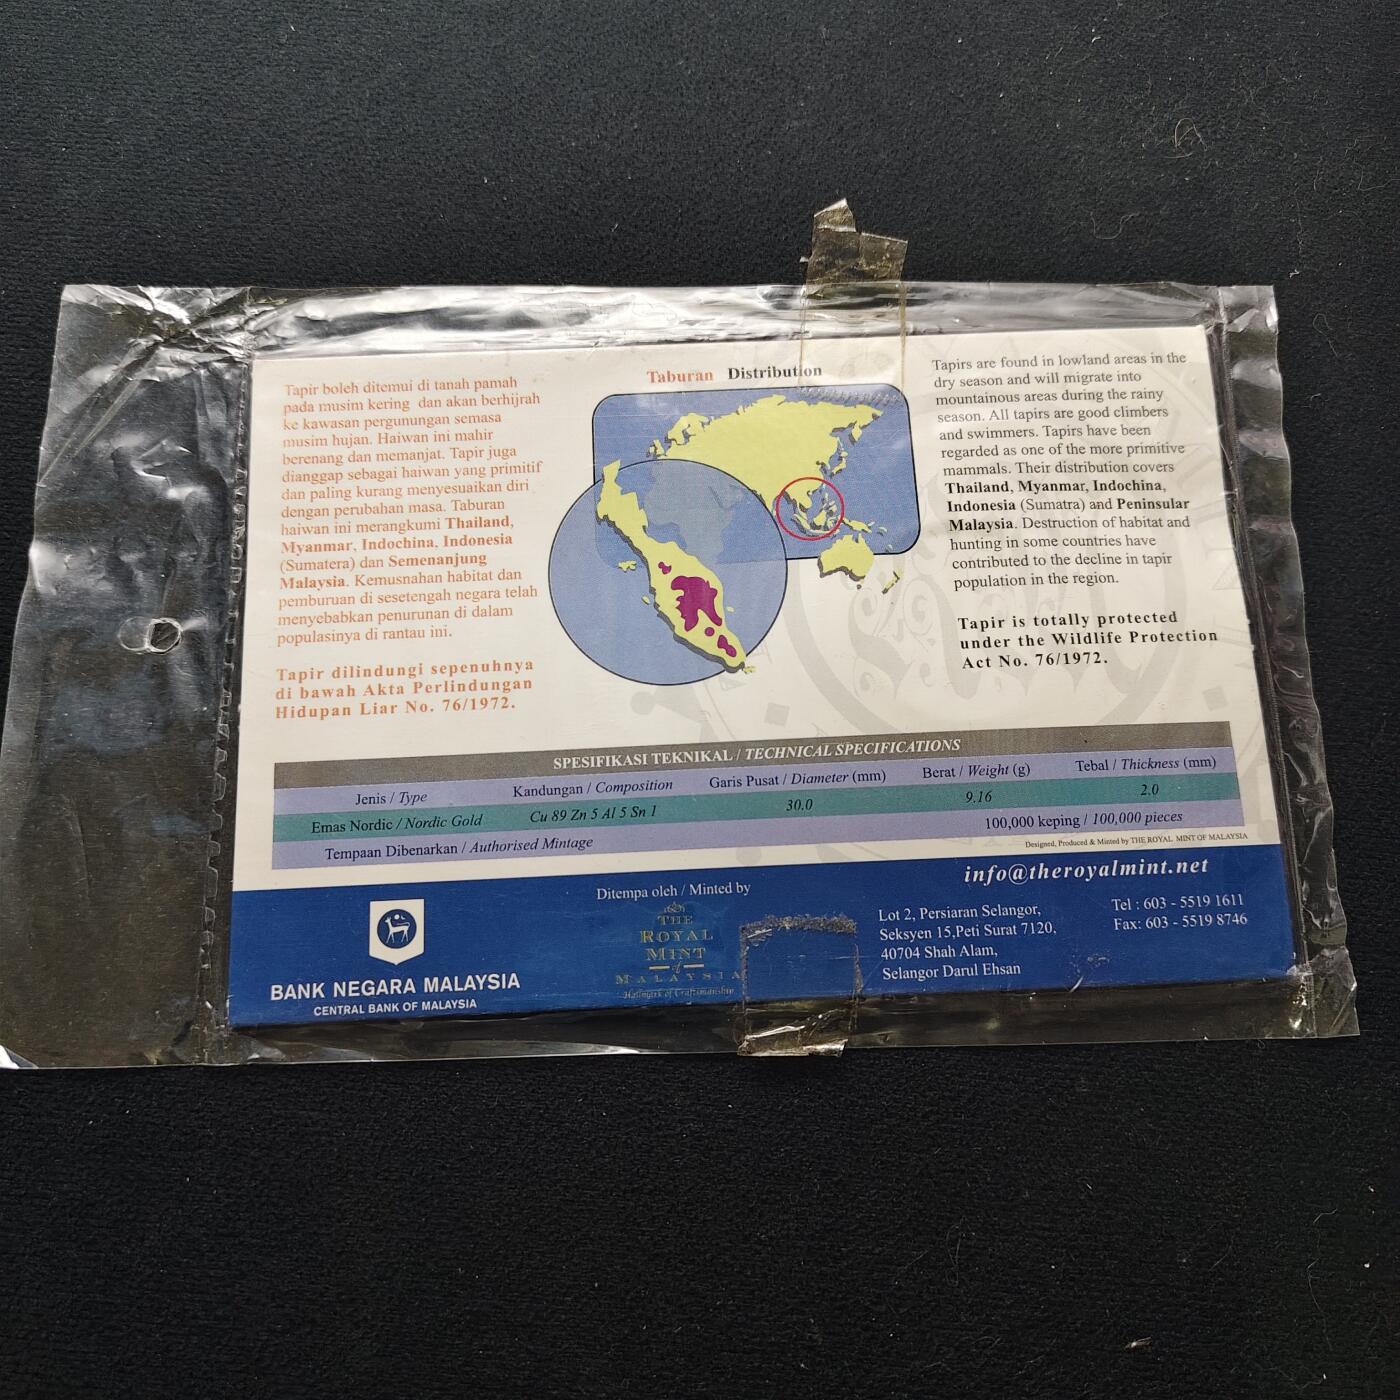 Tapir boleh ditemui di tanah pamah
pada musim kering dan akan berhijrah
ke kawasan pergunungan semasa
musim hujan. Haiwan ini mahir
berenang dan memanjat. Tapir juga
dianggap sebagai haiwan yang primitif
dan paling kurang menyesuaikan diri
dengan perubahan masa. Taburan
haiwan ini merangkumi Thailand,
Myanmar, Indochina, Indonesia
(Sumatera) dan Semenanjung
Malaysia. Kemusnahan habitat dan
pemburuan di sesetengah negara telah
menyebabkan penurunan di dalam
populasinya di rantau ini.
Tapir dilindungi sepenuhnya
di bawah Akta Perlindungan
Hidupan Liar No. 76/1972.
Taburan Distribution
Tapirs are found in lowland areas in the
dry season and will migrate into
mountainous areas during the rainy
season. All tapirs are good climbers
and swimmers. Tapirs have been
regarded as one of the more primitive
mammals. Their distribution covers
Thailand, Myanmar, Indochina,
Indonesia (Sumatra) and Peninsular
Malaysia. Destruction of habitat and
hunting in some countries have
contributed to the decline in tapir
population in the region.
Tapir is totally protected
under the Wildlife Protection
Act No. 76/1972.
SPESIFIKASI TEKNIKAL / TECHNICAL SPECIFICATIONS
Jenis / Type Kandungan / Composition Garis Pusat / Diameter (mm) Berat / Weight (g) Tebal / Thickness (mm)
Emas Nordic / Nordic Gold Cu 89 Zn 5 Al 5 Sn 1 30.0 9.16 2.0
Tempaan Dibenarkan / Authorised Mintage 100,000 keping / 100,000 pieces
Designed, Produced & Minted by THE ROYAL MINT OF MALAYSIA
BANK NEGARA MALAYSIA
CENTRAL BANK OF MALAYSIA
Ditempa oleh / Minted by
THE
ROYAL
MINT
of
MALAYSIA
Hallmark of Craftsmanship
info@theroyalmint.net
Lot 2, Persiaran Selangor,
Seksyen 15,Peti Surat 7120,
40704 Shah Alam,
Selangor Darul Ehsan
Tel : 603 - 5519 1611
Fax: 603 - 5519 8746